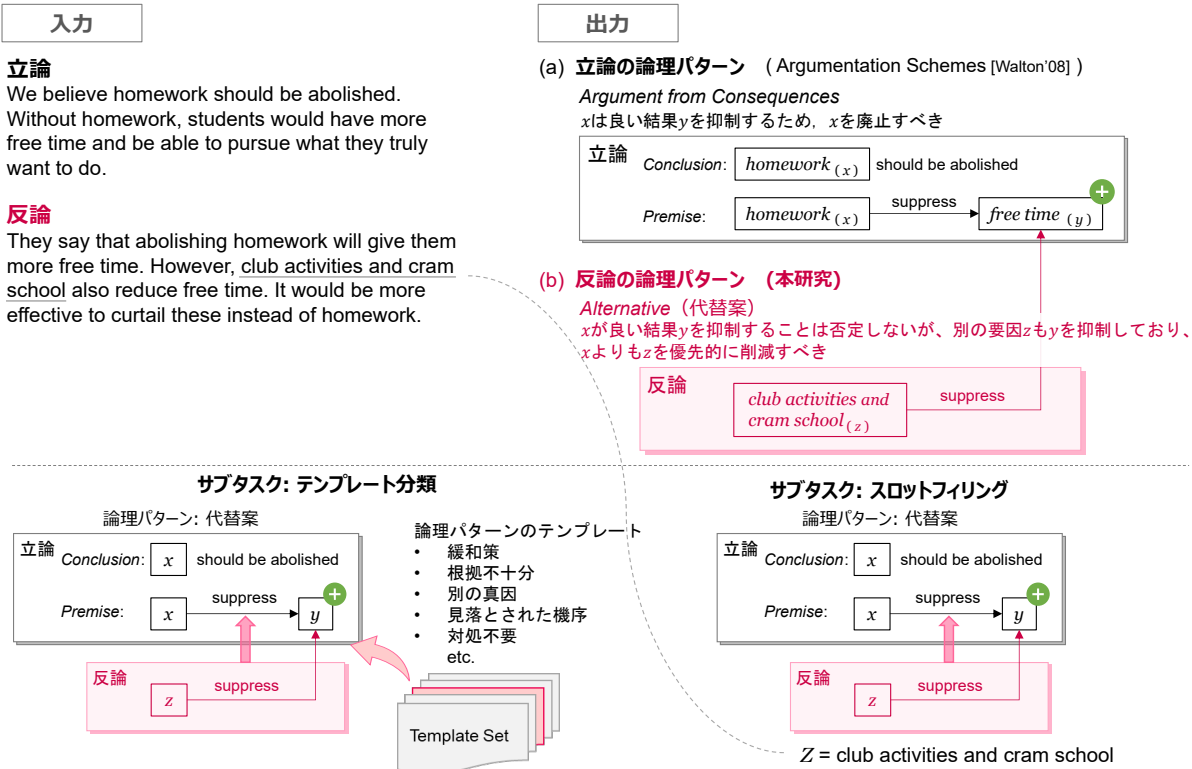 入力
立論
We believe homework should be abolished.
Without homework, students would have more
free time and be able to pursue what they truly
want to do.
反論
They say that abolishing homework will give them
more free time. However, club activities and cram
school also reduce free time. It would be more
effective to curtail these instead of homework.
出力
(a) 立論の論理パターン ( Argumentation Schemes [Walton'08] )
Argument from Consequences
xは良い結果yを抑制するため，xを廃止すべき
立論
Conclusion: homework (x) should be abolished
Premise: homework (x) suppress free time (y) +
(b) 反論の論理パターン (本研究)
Alternative（代替案）
xが良い結果yを抑制することは否定しないが、別の要因zもyを抑制しており、
xよりもzを優先的に削減すべき
反論
club activities and
cram school (z)
suppress
サブタスク: テンプレート分類
論理パターン: 代替案
立論
Conclusion: x should be abolished
Premise: x suppress y +
反論
z suppress
論理パターンのテンプレート
• 緩和策
• 根拠不十分
• 別の真因
• 見落とされた機序
• 対処不要
etc.
Template Set
サブタスク: スロットフィリング
論理パターン: 代替案
立論
Conclusion: x should be abolished
Premise: x suppress y +
反論
z suppress
Z = club activities and cram school